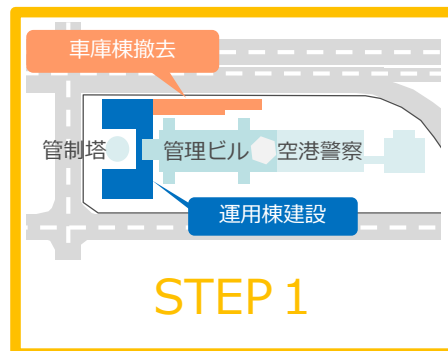 車庫棟撤去
管制塔
管理ビル
空港警察
運用棟建設
STEP 1